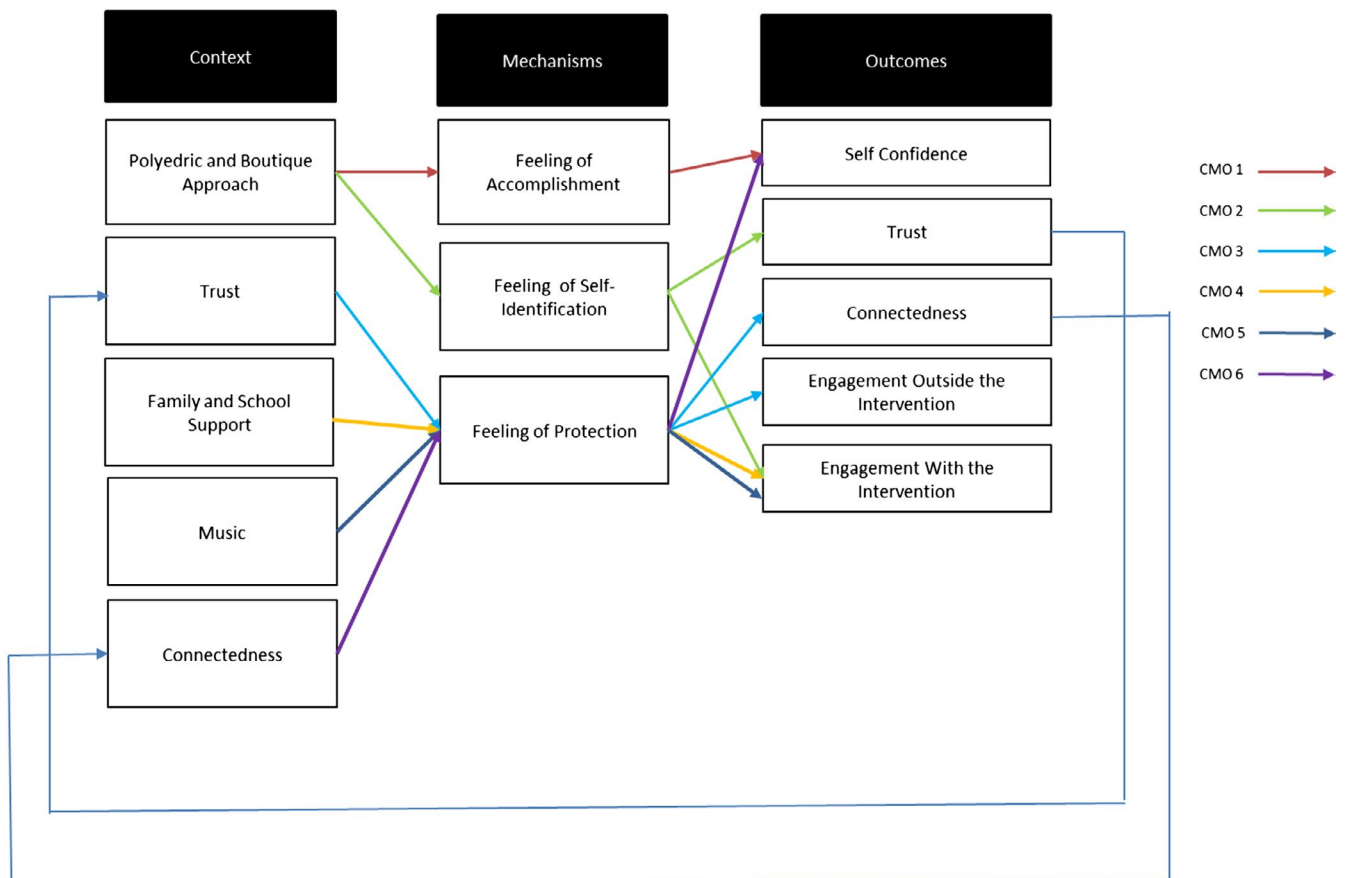 Context
Mechanisms
Outcomes
Polyedric and Boutique
Approach
Feeling of
Accomplishment
Self Confidence
Trust
Feeling of Self-
Identification
Trust
Connectedness
Family and School
Support
Feeling of Protection
Engagement Outside the
Intervention
Engagement With the
Intervention
Music
Connectedness
CMO 1
CMO 2
CMO 3
CMO 4
CMO 5
CMO 6